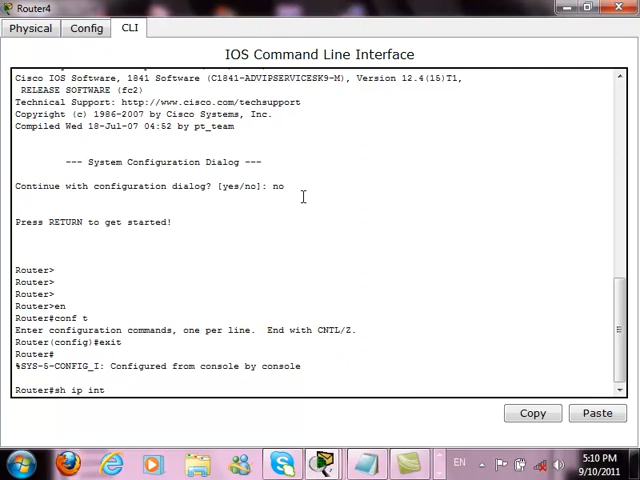 Router4
Physical Config CLI
IOS Command Line Interface
Cisco IOS Software, 1841 Software (C1841-ADVIPSERVICESK9-M), Version 12.4(15)T1,
RELEASE SOFTWARE (fc2)
Technical Support: http://www.cisco.com/techsupport
Copyright (c) 1986-2007 by Cisco Systems, Inc.
Compiled Wed 18-Jul-07 04:52 by pt_team
--- System Configuration Dialog ---
Continue with configuration dialog? [yes/no]: no
Press RETURN to get started!
Router>
Router>
Router>
Router>en
Router#conf t
Enter configuration commands, one per line.  End with CNTL/Z.
Router(config)#exit
Router#
%SYS-5-CONFIG_I: Configured from console by console
Router#sh ip int
Copy Paste
EN 5:10 PM
9/10/2011